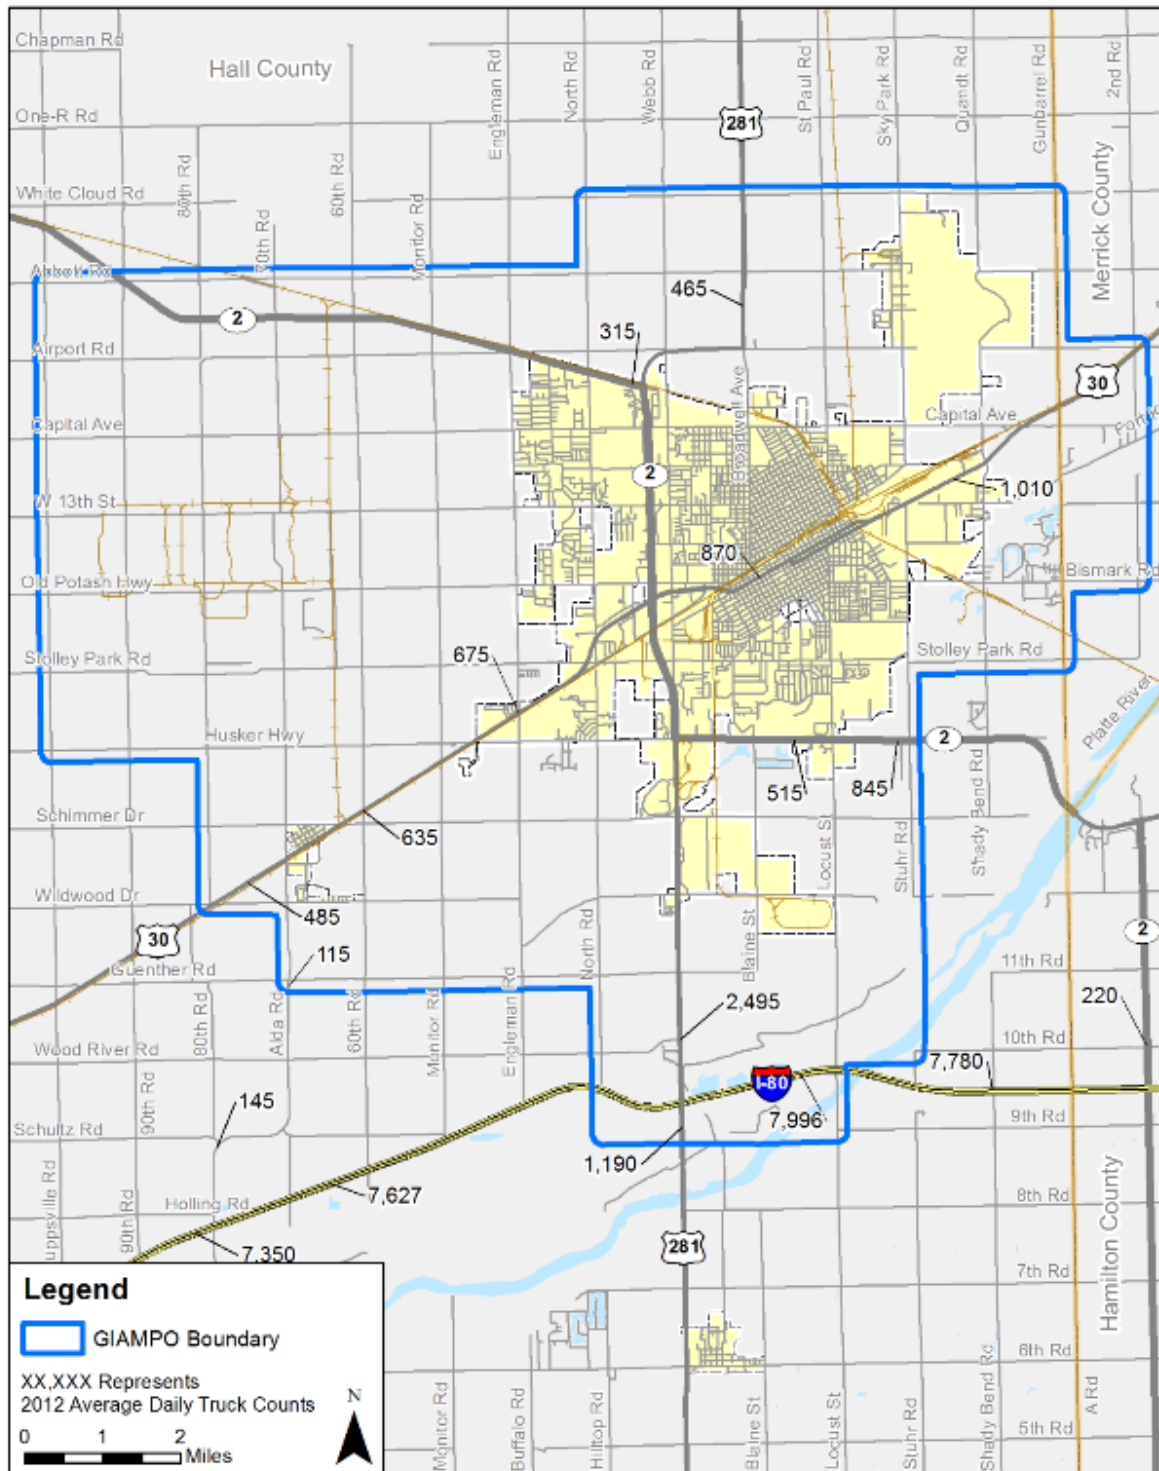 Chapman Rd
Hall County
Engleman Rd
North Rd
Webb Rd
281
St Paul Rd
Sky Park Rd
Quandt Rd
Gunbarrel Rd
2nd Rd
One-R Rd
Merrick County
White Cloud Rd
80th Rd
70th Rd
60th Rd
Monitor Rd
Abbott Rd
465
2
315
Airport Rd
30
Capital Ave
Broadwell Ave
Capital Ave
2
W 13th St
1,010
870
Old Potash Hwy
Bismark Rd
Stolley Park Rd
675
Stolley Park Rd
Platte River
Husker Hwy
2
515
845
Shady Bend Rd
Schimmer Dr
635
Locust St
Stuhr Rd
Wildwood Dr
485
30
115
Guenther Rd
North Rd
Blaine St
2
11th Rd
80th Rd
Alda Rd
60th Rd
Monitor Rd
Engleman Rd
2,495
220
10th Rd
Wood River Rd
I-80
7,780
90th Rd
145
7,996
9th Rd
Schultz Rd
1,190
7,627
8th Rd
Holling Rd
90th Rd
7,350
281
Hamilton County
7th Rd
Legend
GIAMPO Boundary
XX,XXX Represents
2012 Average Daily Truck Counts
N
0 1 2
Miles
6th Rd
Monitor Rd
Buffalo Rd
Hilltop Rd
Blaine St
Locust St
Stuhr Rd
Shady Bend Rd
A Rd
5th Rd